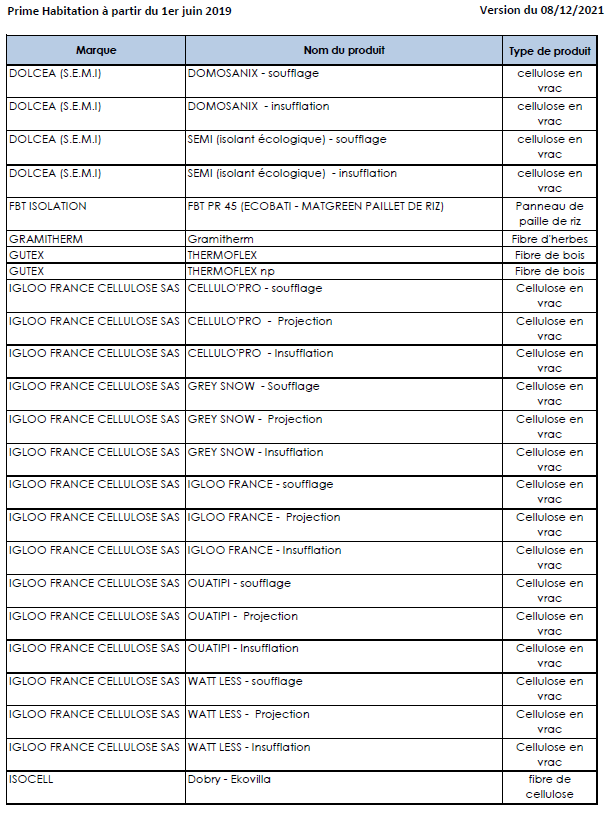 Prime Habitation à partir du 1er juin 2019 Version du 08/12/2021
Marque Nom du produit Type de produit
DOLCEA (S.E.M.I) DOMOSANIX - soufflage cellulose en
vrac
DOLCEA (S.E.M.I) DOMOSANIX - insufflation cellulose en
vrac
DOLCEA (S.E.M.I) SEMI (isolant écologique) - soufflage cellulose en
vrac
DOLCEA (S.E.M.I) SEMI (isolant écologique) - insufflation cellulose en
vrac
FBT ISOLATION FBT PR 45 (ECOBATI - MATGREEN PAILLET DE RIZ) Panneau de
paille de riz
GRAMITHERM Gramitherm Fibre d'herbes
GUTEX THERMOFLEX Fibre de bois
GUTEX THERMOFLEX np Fibre de bois
IGLOO FRANCE CELLULOSE SAS CELLULO'PRO - soufflage Cellulose en
vrac
IGLOO FRANCE CELLULOSE SAS CELLULO'PRO - Projection Cellulose en
vrac
IGLOO FRANCE CELLULOSE SAS CELLULO'PRO - Insufflation Cellulose en
vrac
IGLOO FRANCE CELLULOSE SAS GREY SNOW - Soufflage Cellulose en
vrac
IGLOO FRANCE CELLULOSE SAS GREY SNOW - Projection Cellulose en
vrac
IGLOO FRANCE CELLULOSE SAS GREY SNOW - Insufflation Cellulose en
vrac
IGLOO FRANCE CELLULOSE SAS IGLOO FRANCE - soufflage Cellulose en
vrac
IGLOO FRANCE CELLULOSE SAS IGLOO FRANCE - Projection Cellulose en
vrac
IGLOO FRANCE CELLULOSE SAS IGLOO FRANCE - Insufflation Cellulose en
vrac
IGLOO FRANCE CELLULOSE SAS OUATIPI - soufflage Cellulose en
vrac
IGLOO FRANCE CELLULOSE SAS OUATIPI - Projection Cellulose en
vrac
IGLOO FRANCE CELLULOSE SAS OUATIPI - Insufflation Cellulose en
vrac
IGLOO FRANCE CELLULOSE SAS WATT LESS - soufflage Cellulose en
vrac
IGLOO FRANCE CELLULOSE SAS WATT LESS - Projection Cellulose en
vrac
IGLOO FRANCE CELLULOSE SAS WATT LESS - Insufflation Cellulose en
vrac
ISOCELL Dobry - Ekovilla fibre de
cellulose